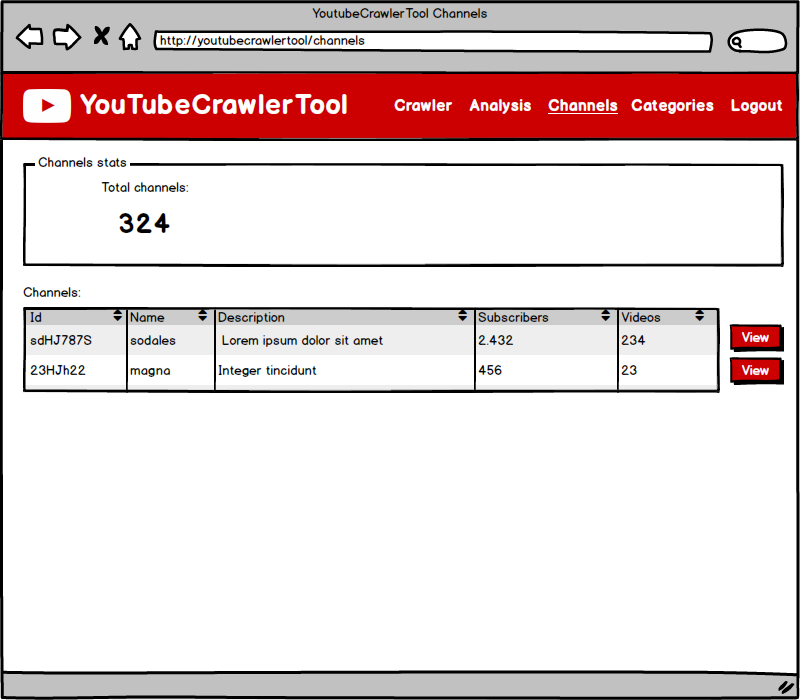 YoutubeCrawlerTool Channels
http://youtubecrawlertool/channels
YouTubeCrawlerTool Crawler Analysis Channels Categories Logout
Channels stats
Total channels:
324
Channels:
Id Name Description Subscribers Videos
sdHJ787S sodales Lorem ipsum dolor sit amet 2.432 234 View
23HJh22 magna Integer tincidunt 456 23 View